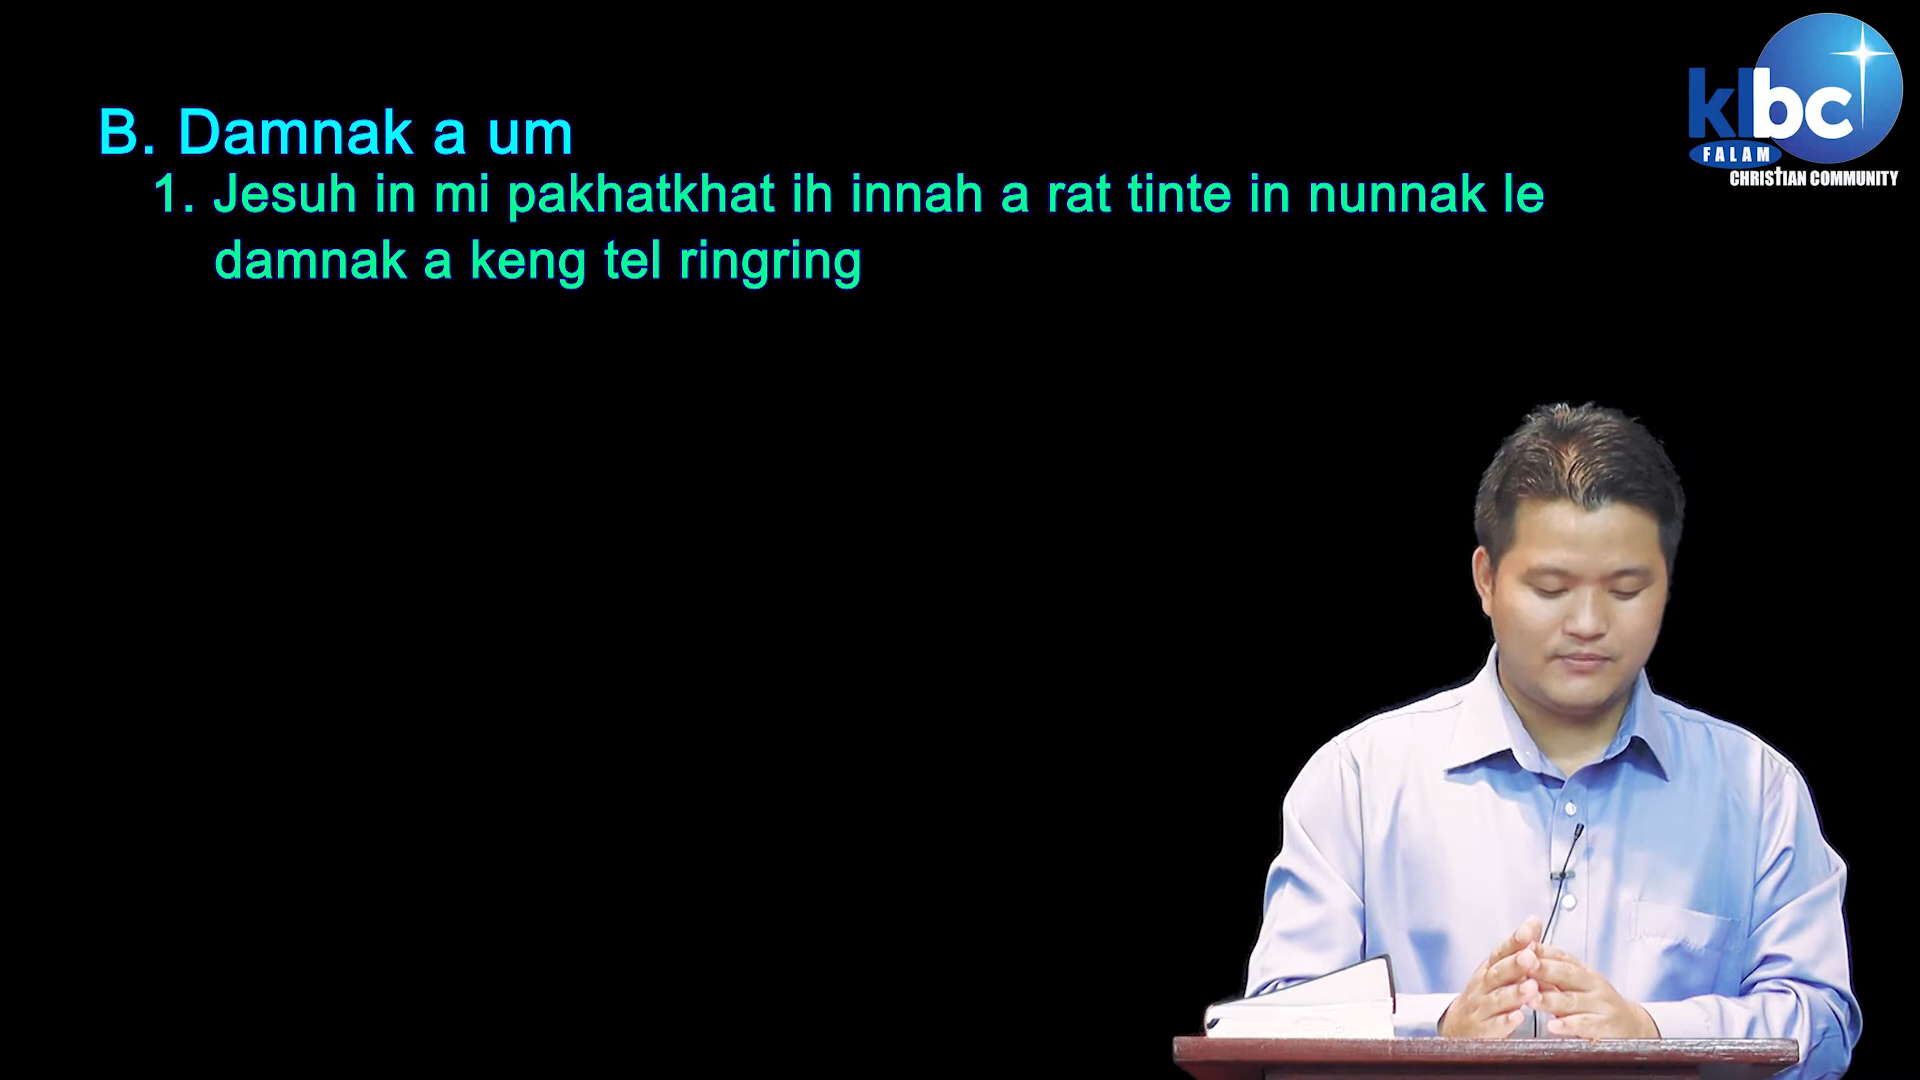 B. Damnak a um
1. Jesuh in mi pakhatkhat ih innah a rat tinte in nunnak le
damnak a keng tel ringring
klbc
FALAM
CHRISTIAN COMMUNITY